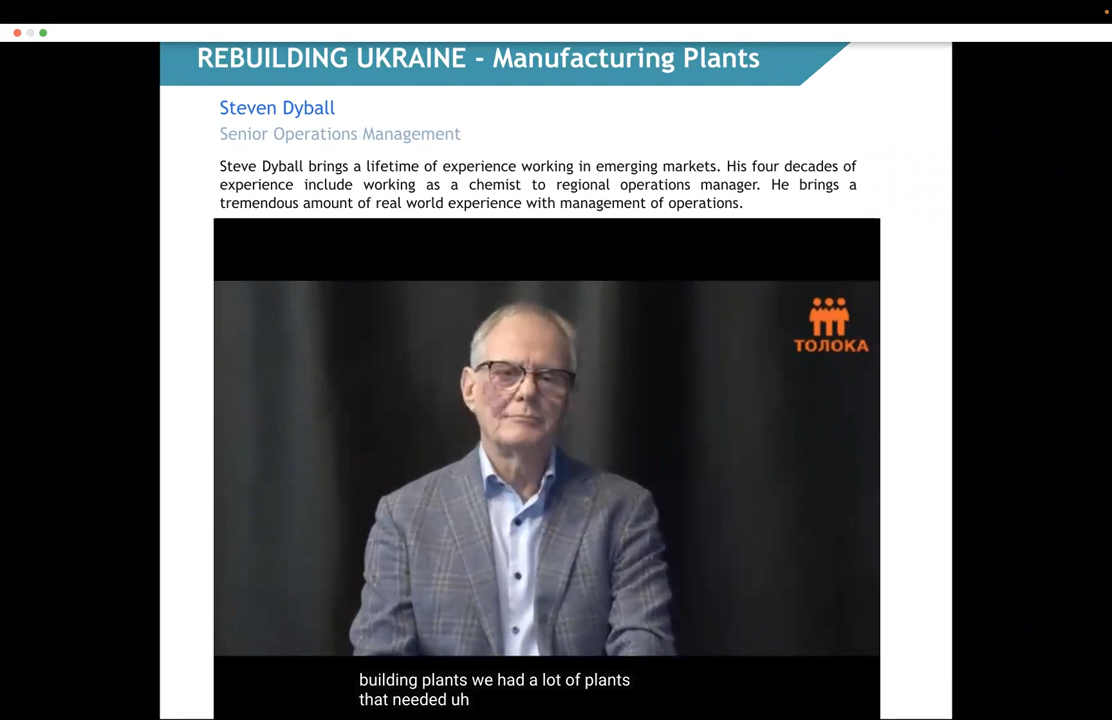 REBUILDING UKRAINE - Manufacturing Plants
Steven Dyball
Senior Operations Management
Steve Dyball brings a lifetime of experience working in emerging markets. His four decades of
experience include working as a chemist to regional operations manager. He brings a
tremendous amount of real world experience with management of operations.
ТОЛОКА
building plants we had a lot of plants
that needed uh